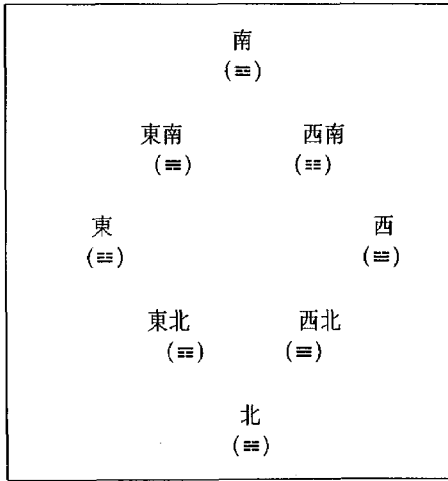 南
(☲)
東南 西南
(☴) (☷)
東 西
(☳) (☱)
東北 西北
(☶) (☰)
北
(☵)